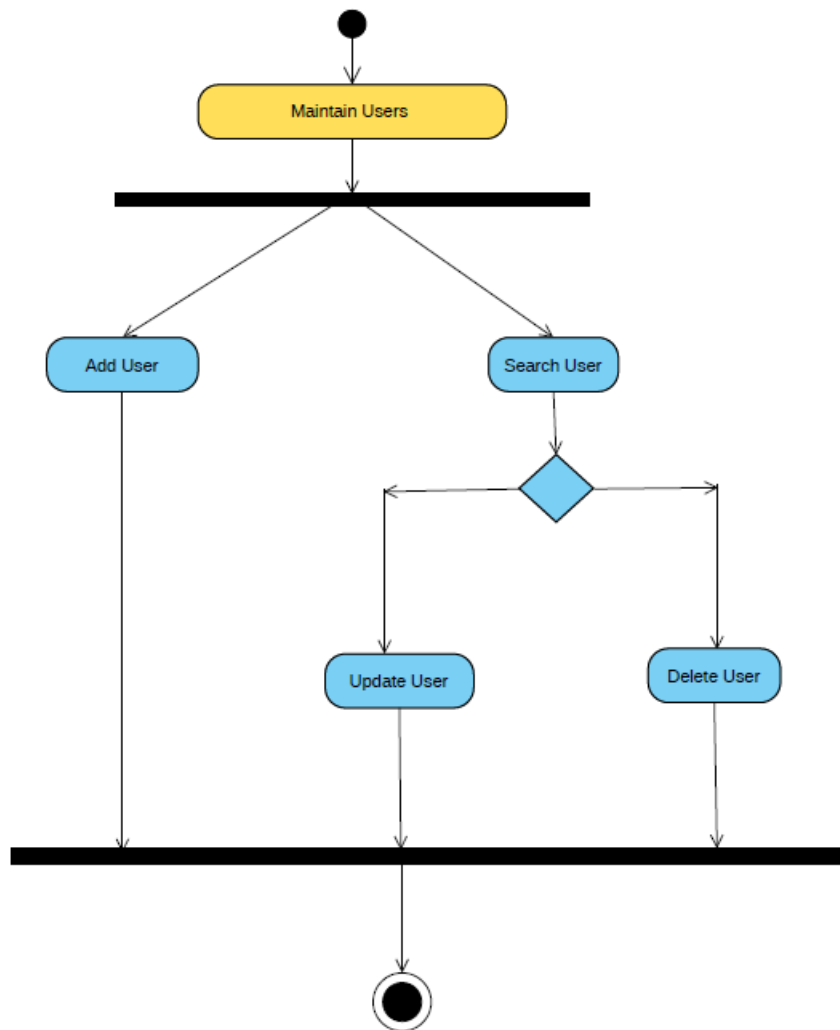 Maintain Users
Add User
Search User
Update User
Delete User